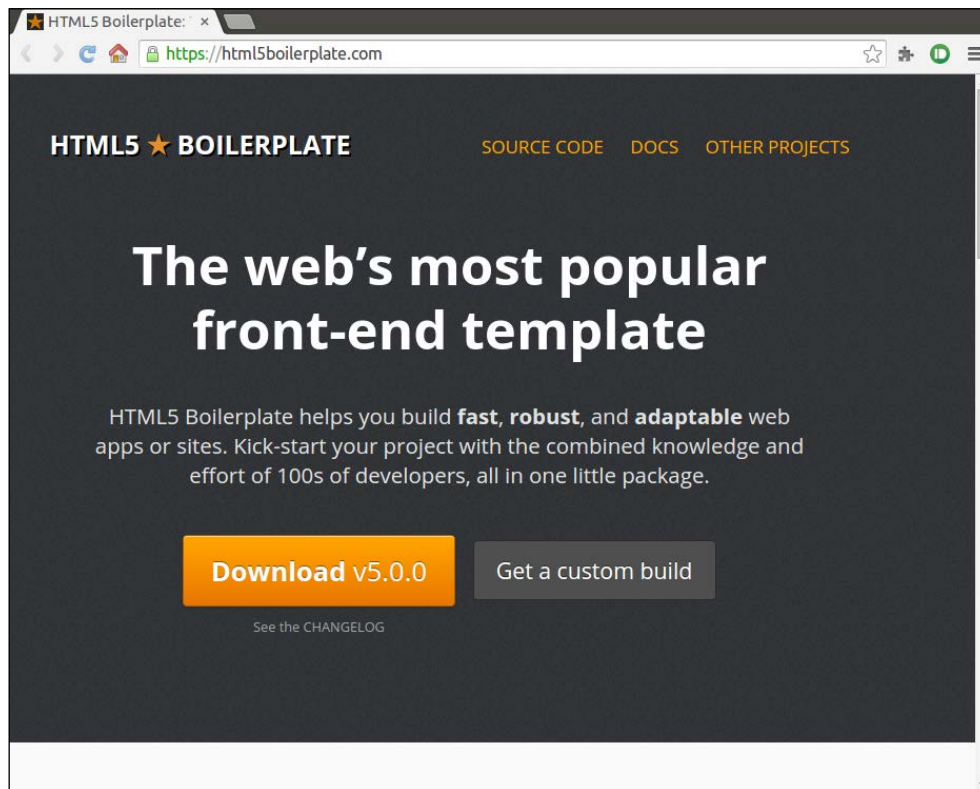 HTML5 Boilerplate:
https://html5boilerplate.com
HTML5 ★ BOILERPLATE
SOURCE CODE DOCS OTHER PROJECTS
The web’s most popular
front-end template
HTML5 Boilerplate helps you build fast, robust, and adaptable web
apps or sites. Kick-start your project with the combined knowledge and
effort of 100s of developers, all in one little package.
Download v5.0.0
Get a custom build
See the CHANGELOG